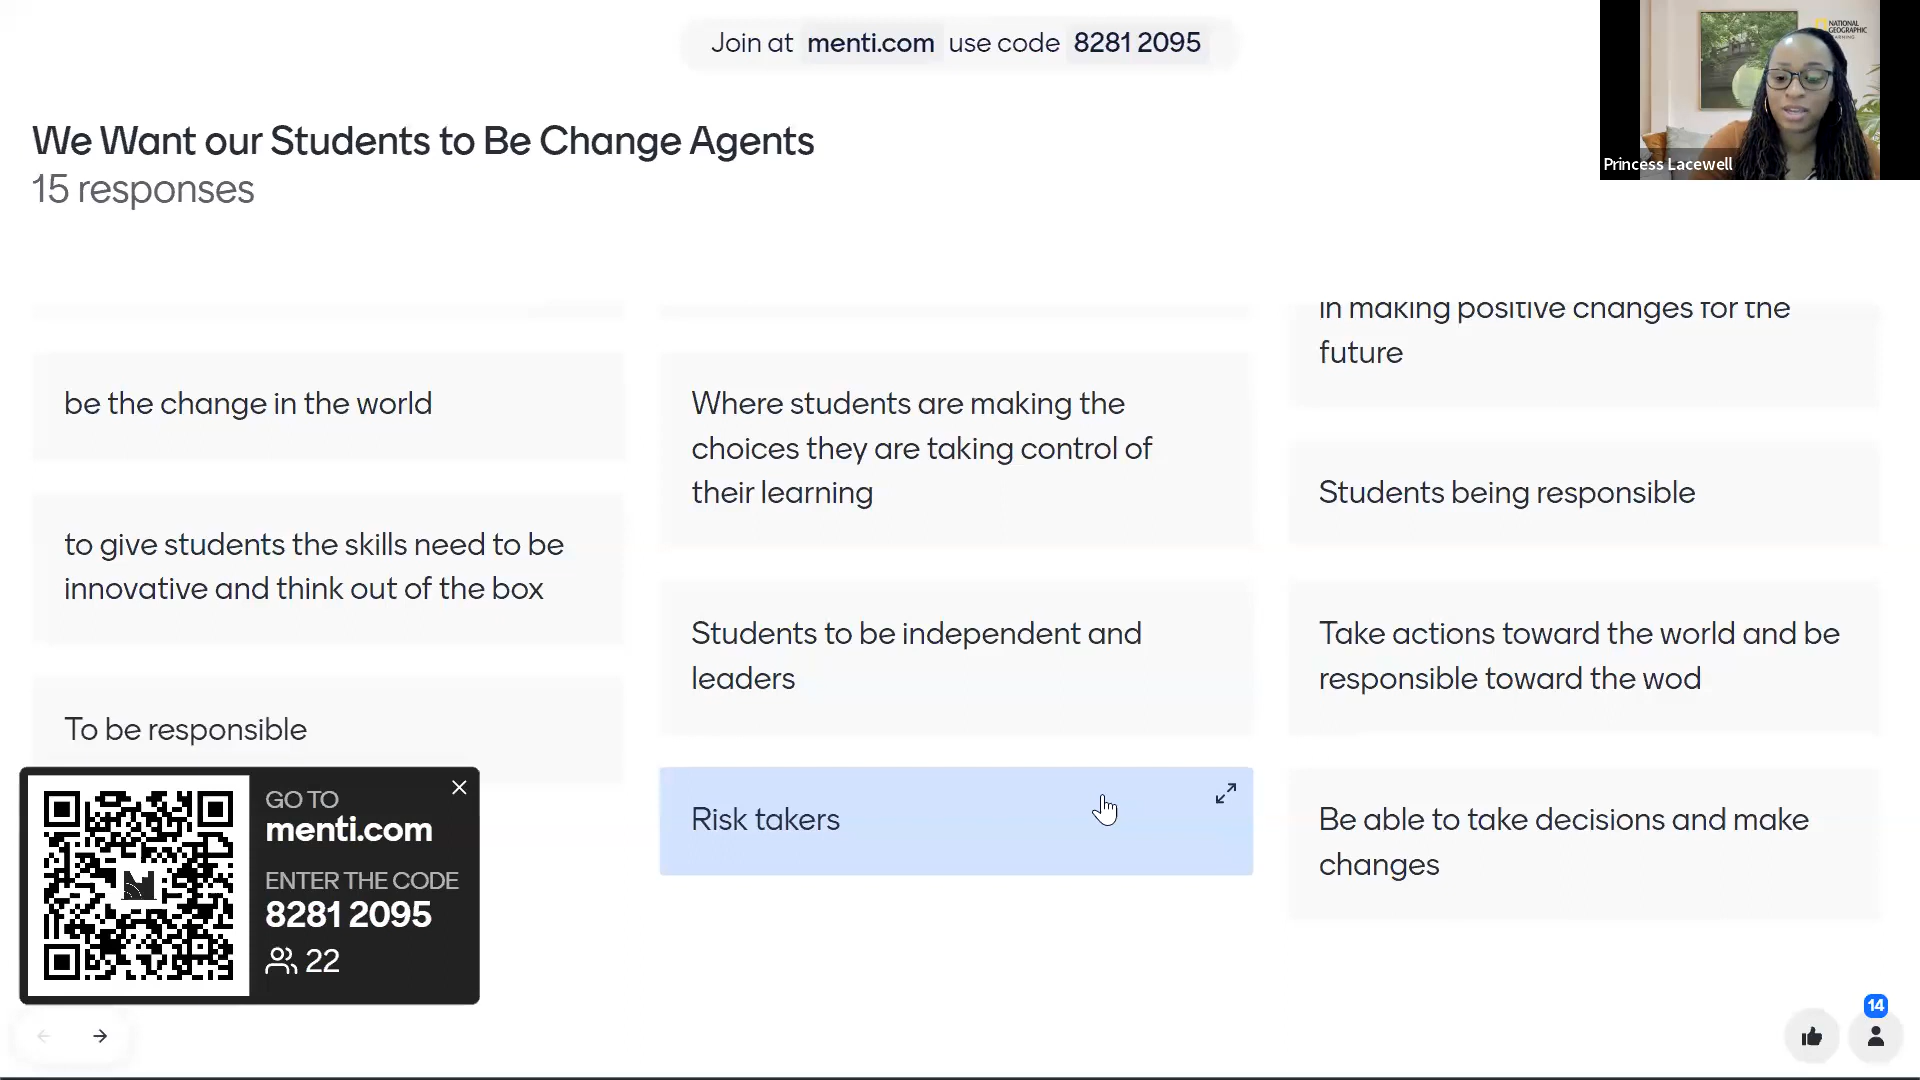 Join at menti.com use code 8281 2095
NATIONAL
GEOGRAPHIC
LEARNING
Princess Lacewell
We Want our Students to Be Change Agents
15 responses
be the change in the world
to give students the skills need to be
innovative and think out of the box
To be responsible
Where students are making the
choices they are taking control of
their learning
Students to be independent and
leaders
Risk takers
in making positive changes for the
future
Students being responsible
Take actions toward the world and be
responsible toward the wod
Be able to take decisions and make
changes
GO TO
menti.com
ENTER THE CODE
8281 2095
22
14